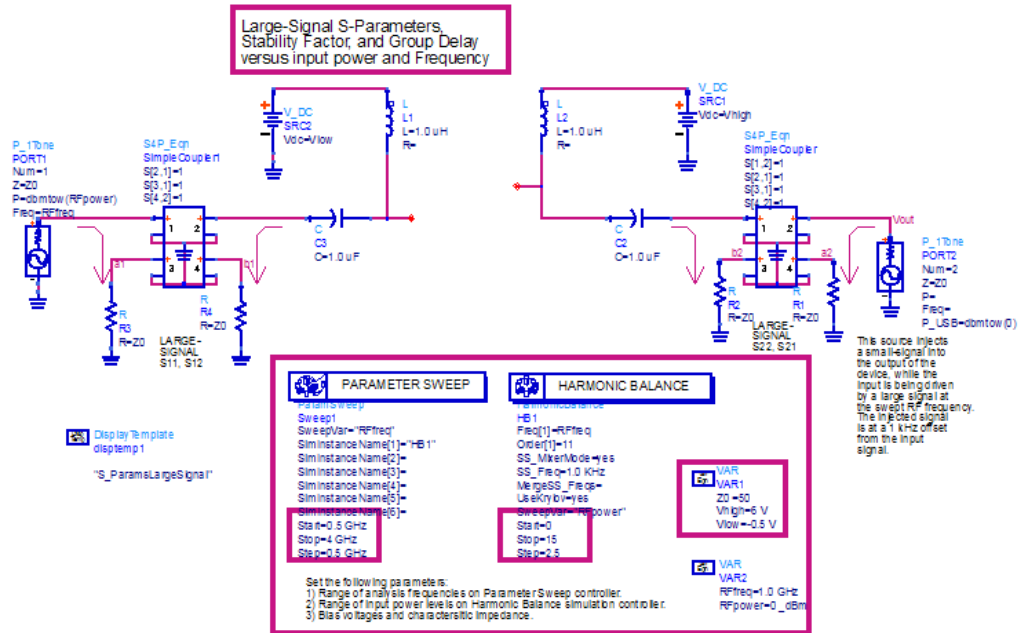 Large-Signal S-Parameters,
Stability Factor, and Group Delay
versus input power and Frequency
V_DC
SRC2
Vdc=Vlow
L
L1
L=1.0 uH
R=
L
L2
L=1.0 uH
R=
V_DC
SRC1
Vdc=Vhigh
P_1Tone
PORT1
Num=1
Z=Z0
P=dbmtow(RFpower)
Freq=RFfreq
S4P_Eqn
SimpleCoupler1
S[2,1]=1
S[3,1]=1
S[4,2]=1
1 2
3 4
a1
b1
C
C3
C=1.0 uF
R
R3
R=Z0
R
R4
R=Z0
LARGE-
SIGNAL
S11, S12
S4P_Eqn
SimpleCoupler
S[1,2]=1
S[2,1]=1
S[3,1]=1
S[4,2]=1
1 2
3 4
b2
a2
Vout
C
C2
C=1.0 uF
R
R2
R=Z0
R
R1
R=Z0
LARGE-
SIGNAL
S22, S21
P_1Tone
PORT2
Num=2
Z=Z0
P=
Freq=
P_USB=dbmtow(0)
This source injects
a small-signal into
the output of the
device, while the
input is being driven
by a large signal at
the swept RF frequency.
The injected signal
is at a 1 kHz offset
from the input
signal.
DisplayTemplate
disptemp1
"S_ParamsLargeSignal"
PARAMETER SWEEP
ParamSweep
Sweep1
SweepVar="RFfreq"
SimInstanceName[1]="HB1"
SimInstanceName[2]=
SimInstanceName[3]=
SimInstanceName[4]=
SimInstanceName[5]=
SimInstanceName[6]=
Start=0.5 GHz
Stop=4 GHz
Step=0.5 GHz
HARMONIC BALANCE
HarmonicBalance
HB1
Freq[1]=RFfreq
Order[1]=11
SS_MixerMode=yes
SS_Freq=1.0 KHz
MergeSS_Freqs=
UseKrylov=yes
SweepVar="RFpower"
Start=0
Stop=15
Step=2.5
VAR
VAR1
Z0 =50
Vhigh=6 V
Vlow=-0.5 V
VAR
VAR2
RFfreq=1.0 GHz
RFpower=0 _dBm
Set the following parameters:
1) Range of analysis frequencies on Parameter Sweep controller.
2) Range of input power levels on Harmonic Balance simulation controller.
3) Bias voltages and charactersitic impedance.